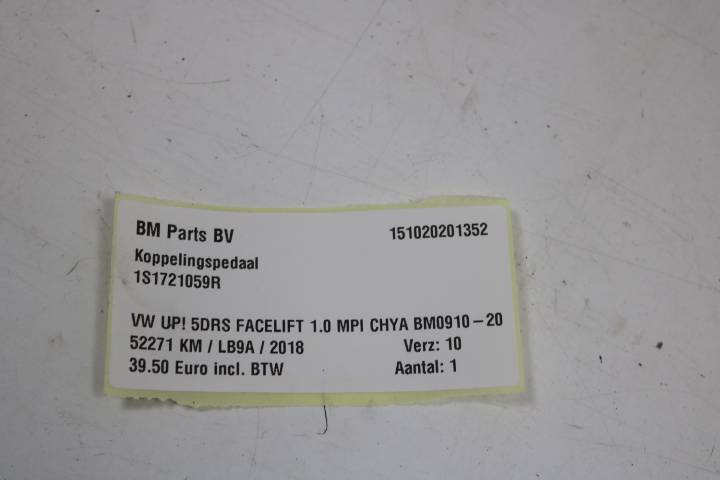 BM Parts BV 151020201352
Koppelingspedaal
1S1721059R
VW UP! 5DRS FACELIFT 1.0 MPI CHYA BM0910-20
52271 KM / LB9A / 2018 Verz: 10
39.50 Euro incl. BTW Aantal: 1